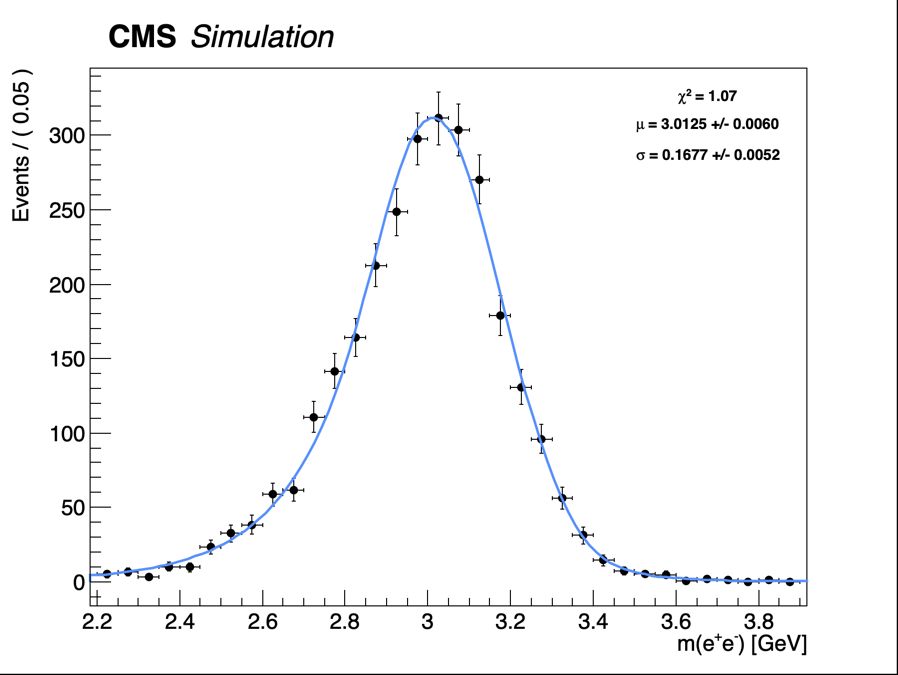 CMS Simulation
Events / ( 0.05 )
χ² = 1.07
μ = 3.0125 +/- 0.0060
σ = 0.1677 +/- 0.0052
300
250
200
150
100
50
0
2.2 2.4 2.6 2.8 3 3.2 3.4 3.6 3.8
m(e⁺e⁻) [GeV]